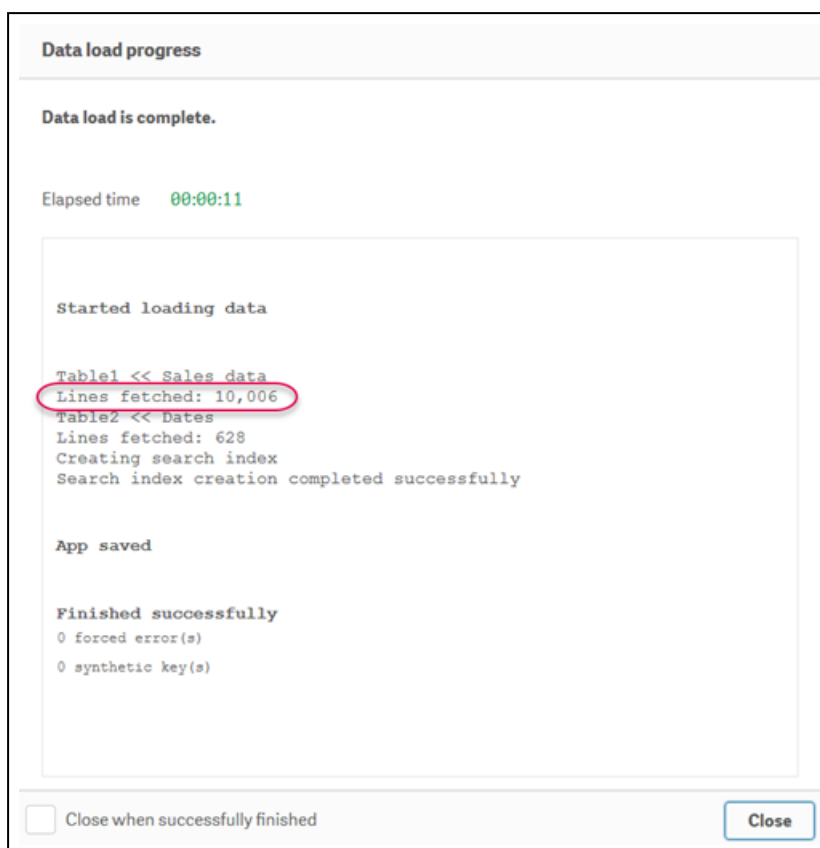 Data load progress
Data load is complete.
Elapsed time 00:00:11
Started loading data
Table1 << Sales data
Lines fetched: 10,006
Table2 << Dates
Lines fetched: 628
Creating search index
Search index creation completed successfully
App saved
Finished successfully
0 forced error(s)
0 synthetic key(s)
Close when successfully finished
Close